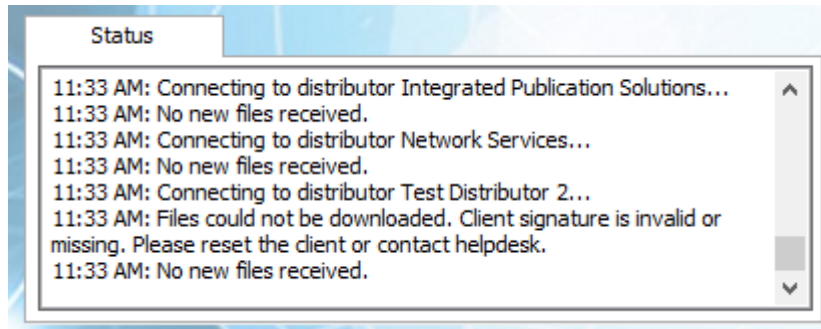 Status
11:33 AM: Connecting to distributor Integrated Publication Solutions...
11:33 AM: No new files received.
11:33 AM: Connecting to distributor Network Services...
11:33 AM: No new files received.
11:33 AM: Connecting to distributor Test Distributor 2...
11:33 AM: Files could not be downloaded. Client signature is invalid or
missing. Please reset the client or contact helpdesk.
11:33 AM: No new files received.